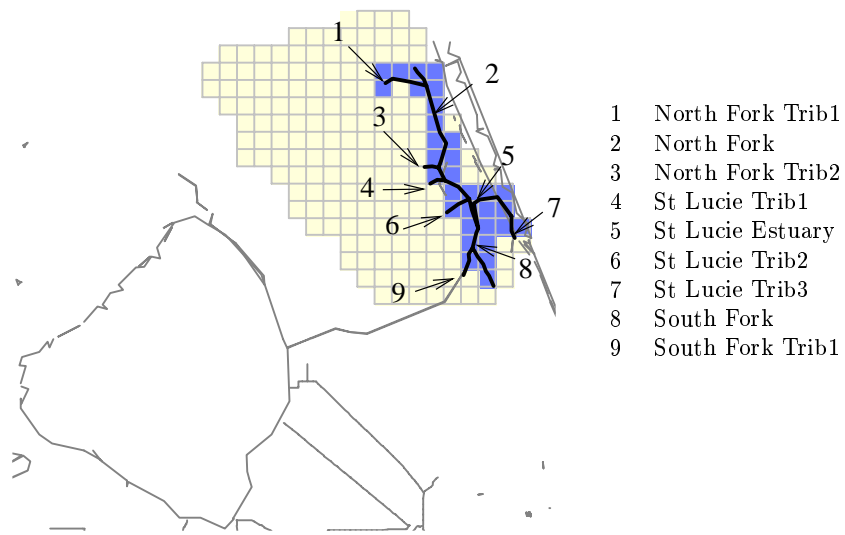 1
2
3
4
5
6
7
8
9
1 North Fork Trib1
2 North Fork
3 North Fork Trib2
4 St Lucie Trib1
5 St Lucie Estuary
6 St Lucie Trib2
7 St Lucie Trib3
8 South Fork
9 South Fork Trib1